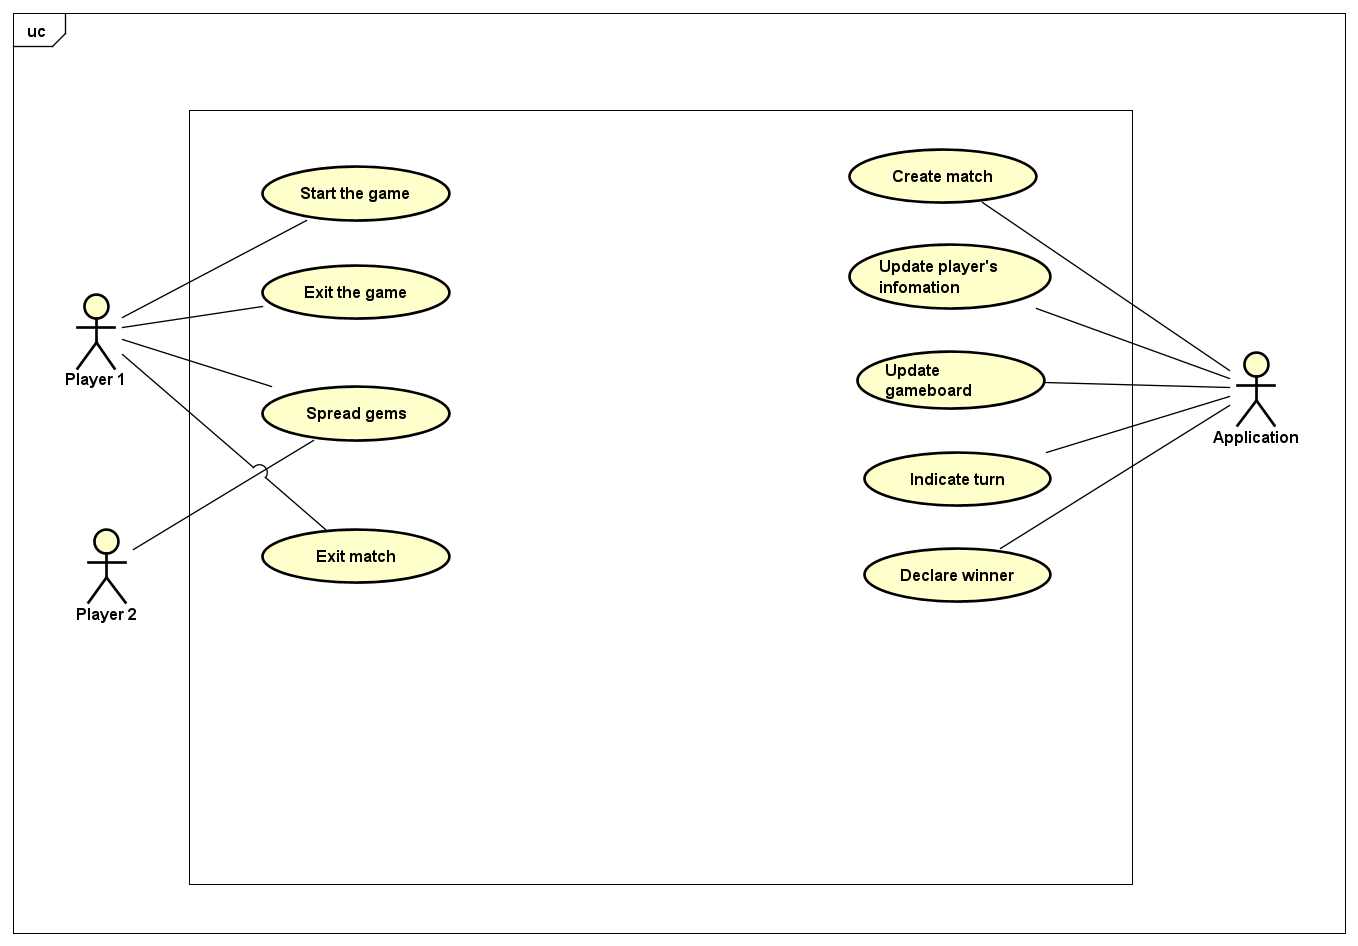 uc
Start the game
Exit the game
Spread gems
Exit match
Player 1
Player 2
Create match
Update player's
infomation
Update
gameboard
Indicate turn
Declare winner
Application